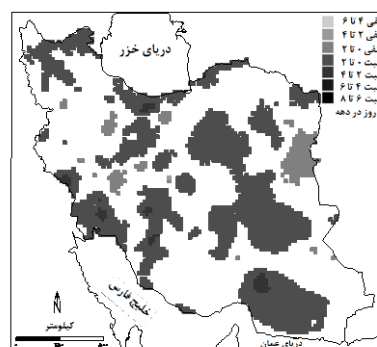 دریای خزر
فی ۴ تا ۶
فی ۲ تا ۴
فی ۰ تا ۲
بت ۰ تا ۲
بت ۲ تا ۴
بت ۴ تا ۶
بت ۶ تا ۸
روز در دهه
خلیج فارس
N
کیلومتر
دریای عمان